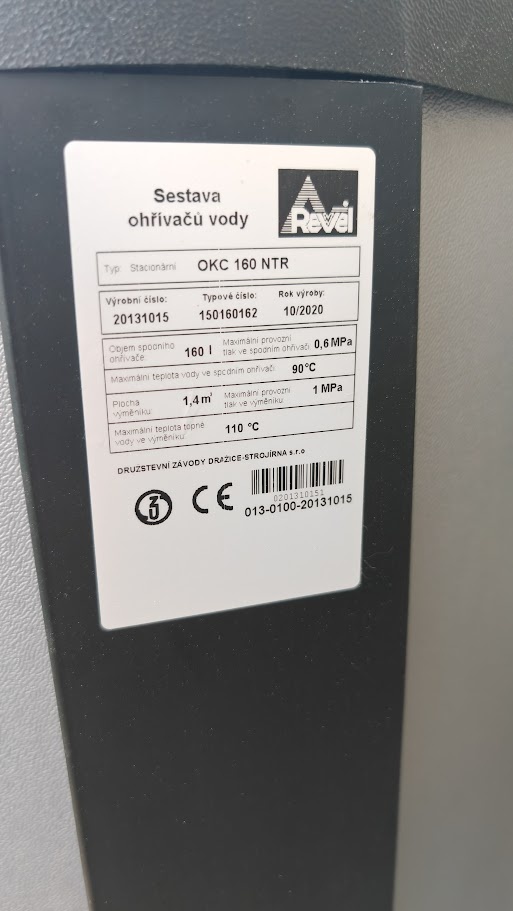 Sestava
ohřívačů vody
Revel
Typ: Stacionární OKC 160 NTR
Výrobní číslo: Typové číslo: Rok výroby:
20131015 150160162 10/2020
Objem spodního ohřívače: 160 l Maximální provozní tlak ve spodním ohřívači 0,6 MPa
Maximální teplota vody ve spodním ohřívači 90°C
Plocha výměníku: 1,4 m² Maximální provozní tlak ve výměníku 1 MPa
Maximální teplota topné vody ve výměníku 110 °C
DRUŽSTEVNÍ ZÁVODY DRAŽICE-STROJÍRNA s.r.o
CE
0201310151
013-0100-20131015